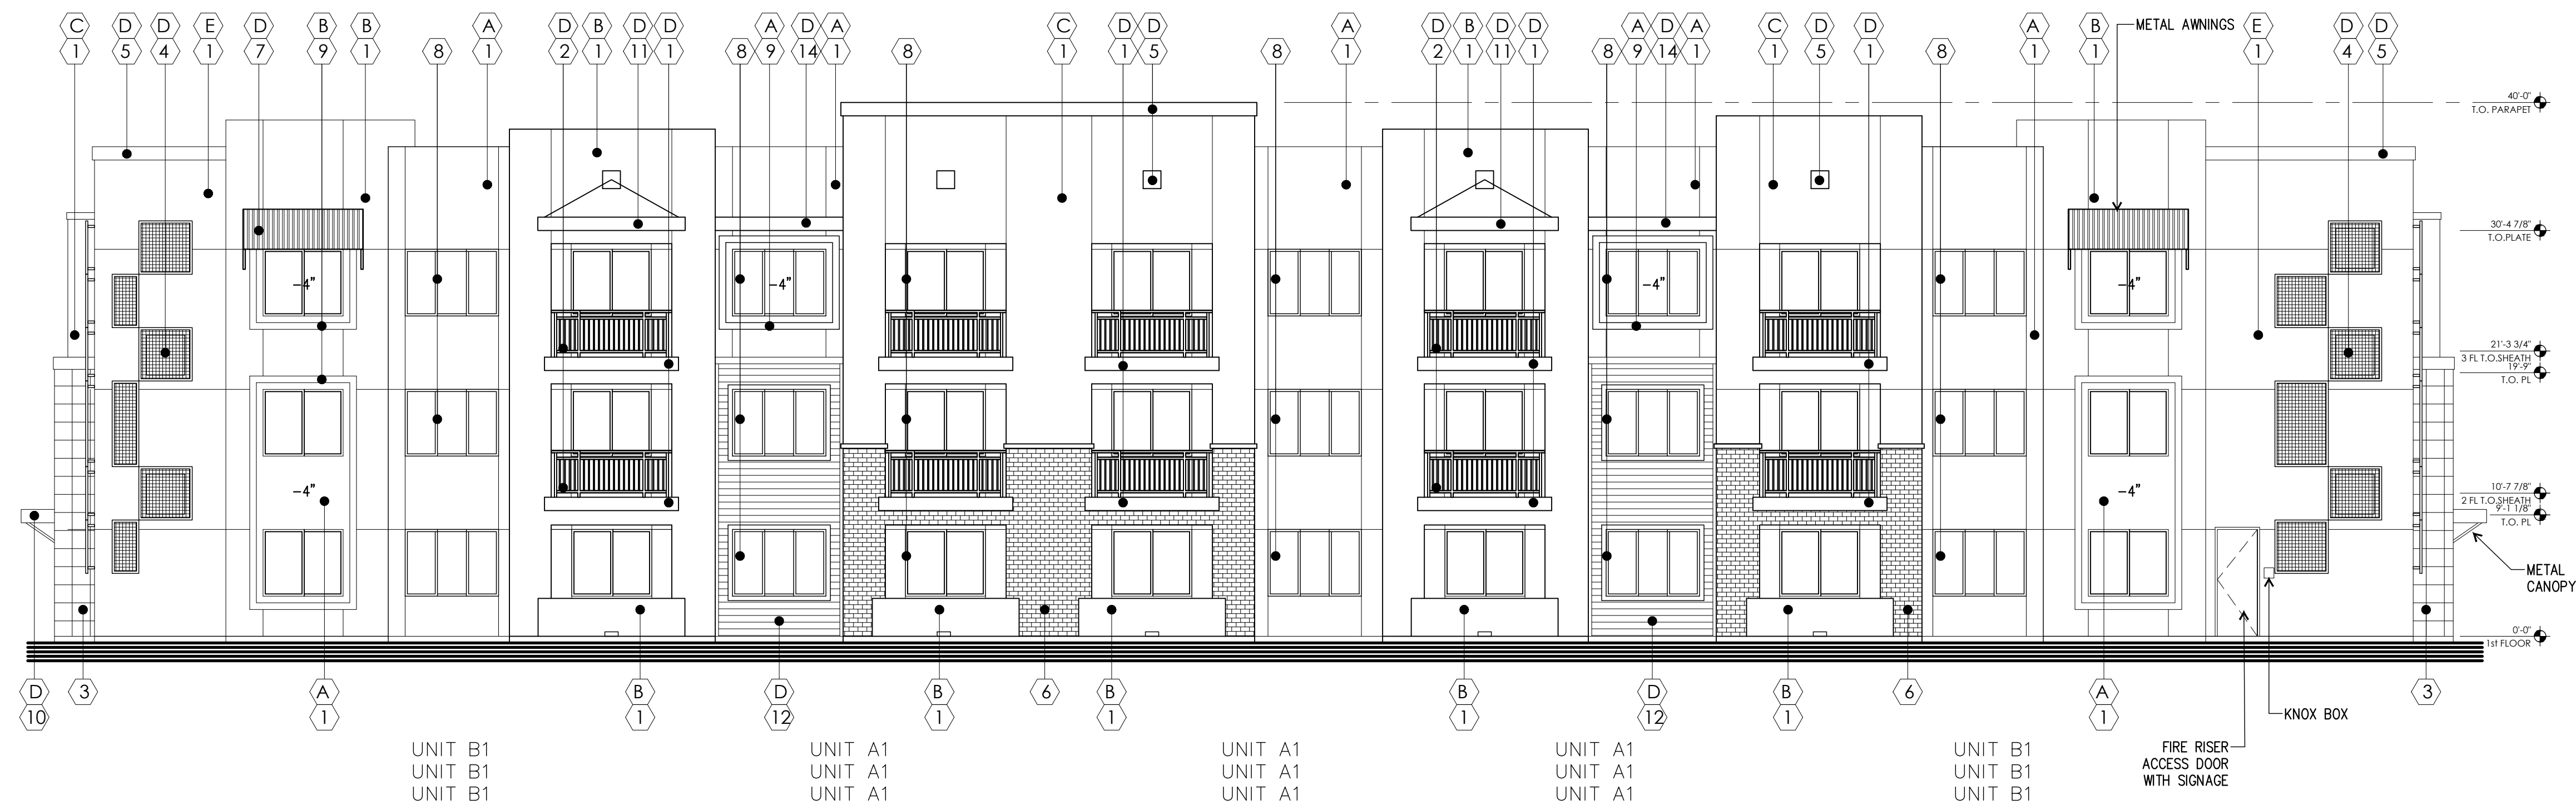 C D D E D B B 8 A D B D D 8 A D A 8 C D D 8 A D B D D 8 A D A C D D 8 A B METAL AWNINGS E D D
1 5 4 1 7 9 1 1 2 1 11 1 9 14 1 1 1 5 1 2 1 11 1 9 14 1 1 5 1 1 1 1 4 5
40'-0"
T.O. PARAPET
30'-4 7/8"
T.O.PLATE
-4" -4" -4" -4"
21'-3 3/4"
3 FL T.O.SHEATH
19'-9"
T.O. PL
-4" -4"
10'-7 7/8"
2 FL T.O.SHEATH
9'-1 1/8"
T.O. PL
METAL
CANOPY
0'-0"
1st FLOOR
D 3 A B D B 6 B B D B 6 A 3
10 1 1 12 1 1 1 12 1 1
KNOX BOX
FIRE RISER
ACCESS DOOR
WITH SIGNAGE
UNIT B1 UNIT A1 UNIT A1 UNIT A1 UNIT B1
UNIT B1 UNIT A1 UNIT A1 UNIT A1 UNIT B1
UNIT B1 UNIT A1 UNIT A1 UNIT A1 UNIT B1